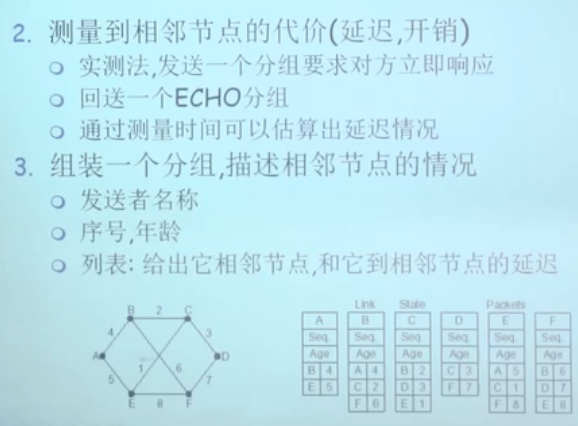 2. 测量到相邻节点的代价(延迟,开销)
实测法,发送一个分组要求对方立即响应
回送一个ECHO分组
通过测量时间可以估算出延迟情况
3. 组装一个分组,描述相邻节点的情况
发送者名称
序号,年龄
列表: 给出它相邻节点,和它到相邻节点的延迟
Link State Packets
B 2 C
4 3
A D
1 6
5 7
E 8 F
A B C D E F
Seq. Seq. Seq. Seq. Seq. Seq.
Age Age Age Age Age Age
B 4 A 4 B 2 C 3 A 5 B 6
E 5 C 2 D 3 F 7 C 1 D 7
F 6 E 1 F 8 E 8